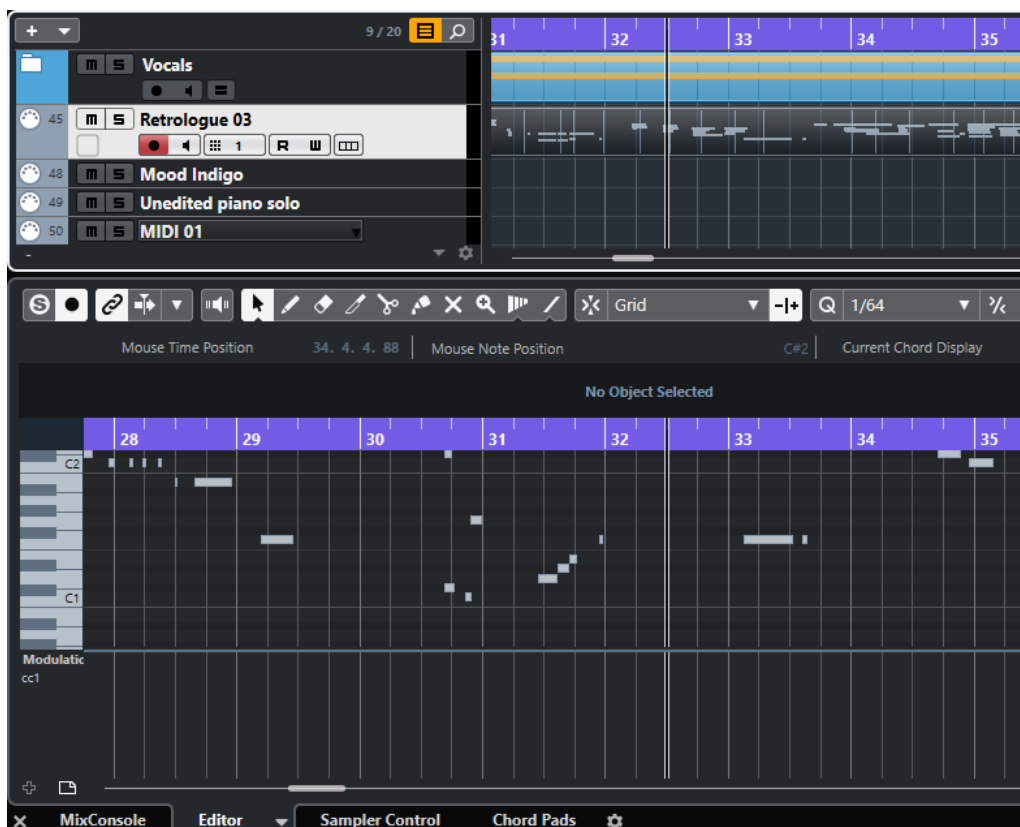 9 / 20
31 32 33 34 35
m S Vocals
45 m S Retrologue 03
1 R W
48 m S Mood Indigo
49 m S Unedited piano solo
50 m S MIDI 01
S Grid Q 1/64
Mouse Time Position 34. 4. 4. 88 Mouse Note Position C#2 Current Chord Display
No Object Selected
28 29 30 31 32 33 34 35
C2
C1
Modulatic
cc1
MixConsole Editor Sampler Control Chord Pads